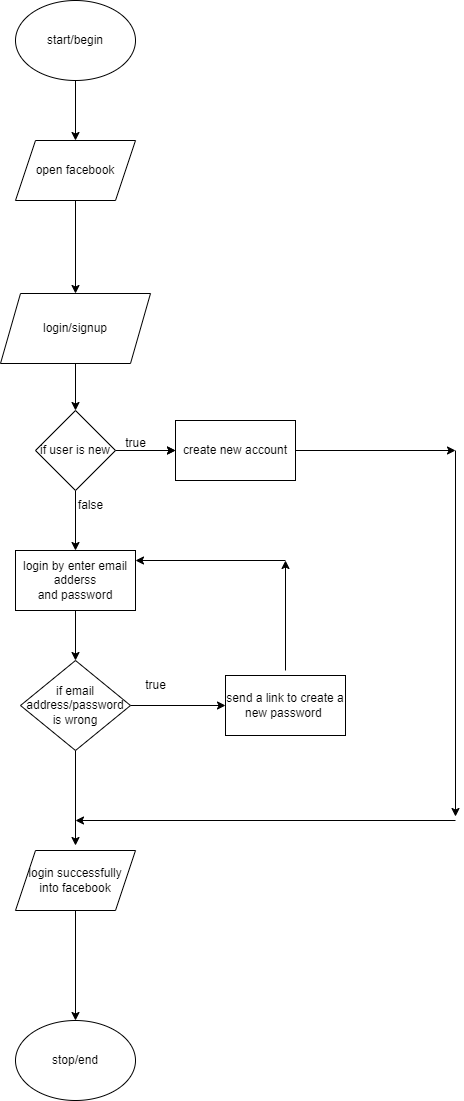 start/begin
open facebook
login/signup
if user is new
true
create new account
false
login by enter email
adderss
and password
if email
address/password
is wrong
true
send a link to create a
new password
login successfully
into facebook
stop/end